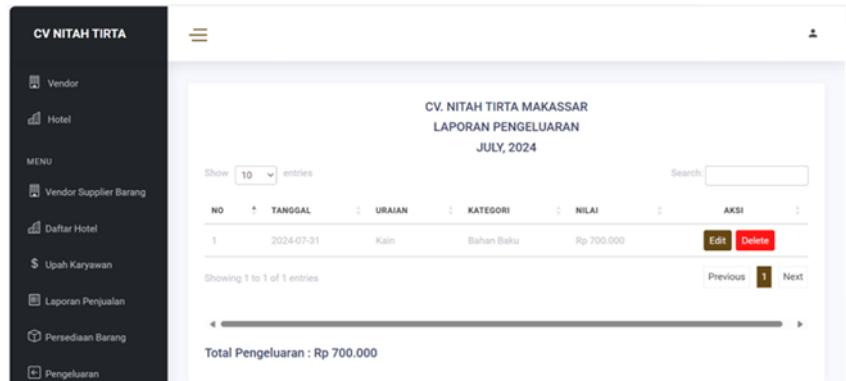 CV NITAH TIRTA
Vendor
Hotel
MENU
Vendor Supplier Barang
Daftar Hotel
Upah Karyawan
Laporan Penjualan
Persediaan Barang
Pengeluaran
CV. NITAH TIRTA MAKASSAR
LAPORAN PENGELUARAN
JULY, 2024
Show 10 entries Search:
NO TANGGAL URAIAN KATEGORI NILAI AKSI
1 2024-07-31 Kain Bahan Baku Rp 700.000 Edit Delete
Showing 1 to 1 of 1 entries Previous 1 Next
Total Pengeluaran : Rp 700.000